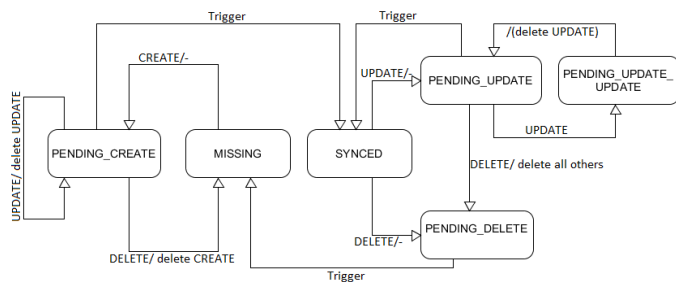 Trigger
Trigger
/(delete UPDATE)
CREATE/-
UPDATE/-
PENDING_UPDATE
PENDING_UPDATE_
UPDATE
UPDATE/ delete UPDATE
PENDING_CREATE
MISSING
SYNCED
UPDATE
DELETE/ delete all others
PENDING_DELETE
DELETE/-
DELETE/ delete CREATE
Trigger